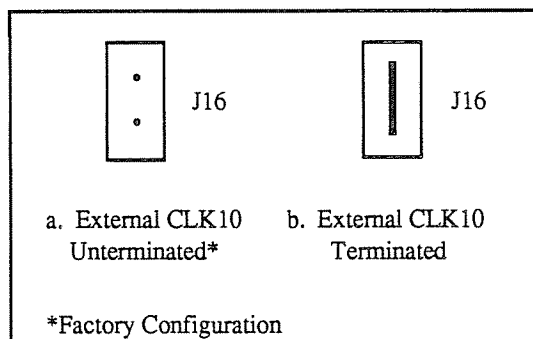 J16
J16
a. External CLK10
Unterminated*
b. External CLK10
Terminated
*Factory Configuration